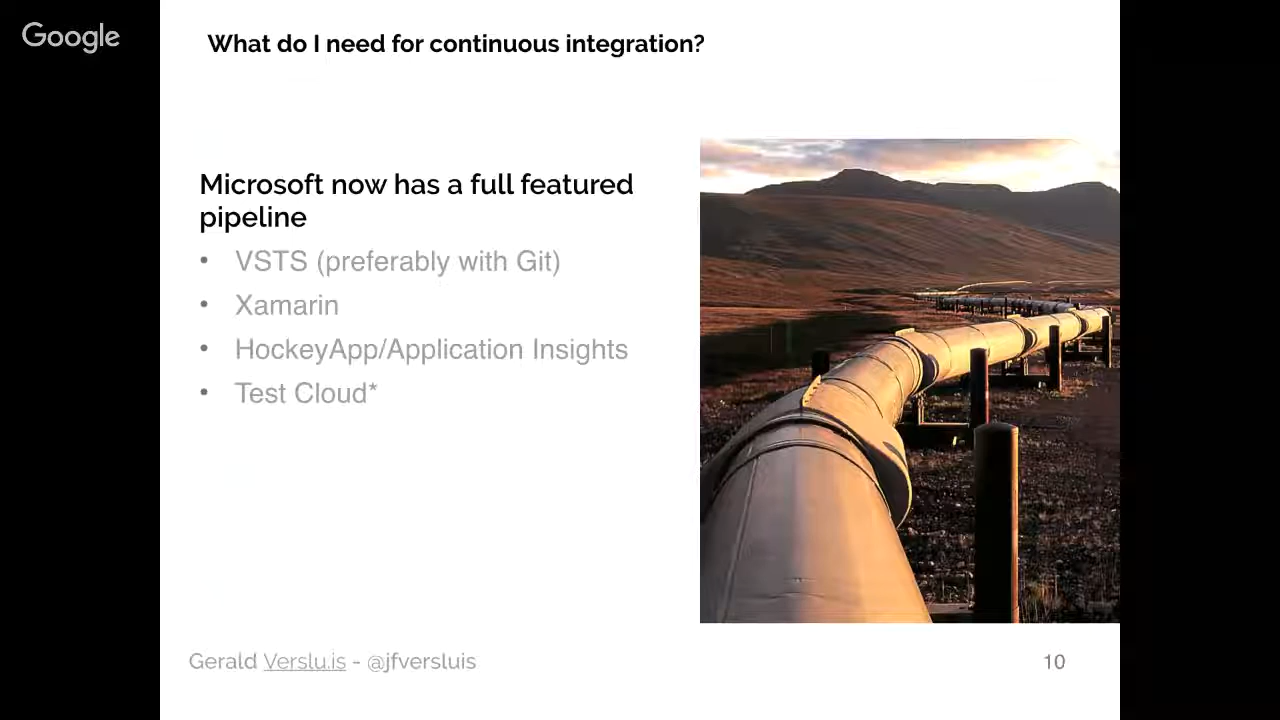 Google
What do I need for continuous integration?
Microsoft now has a full featured
pipeline
• VSTS (preferably with Git)
• Xamarin
• HockeyApp/Application Insights
• Test Cloud*
Gerald Verslu.is - @jfversluis
10